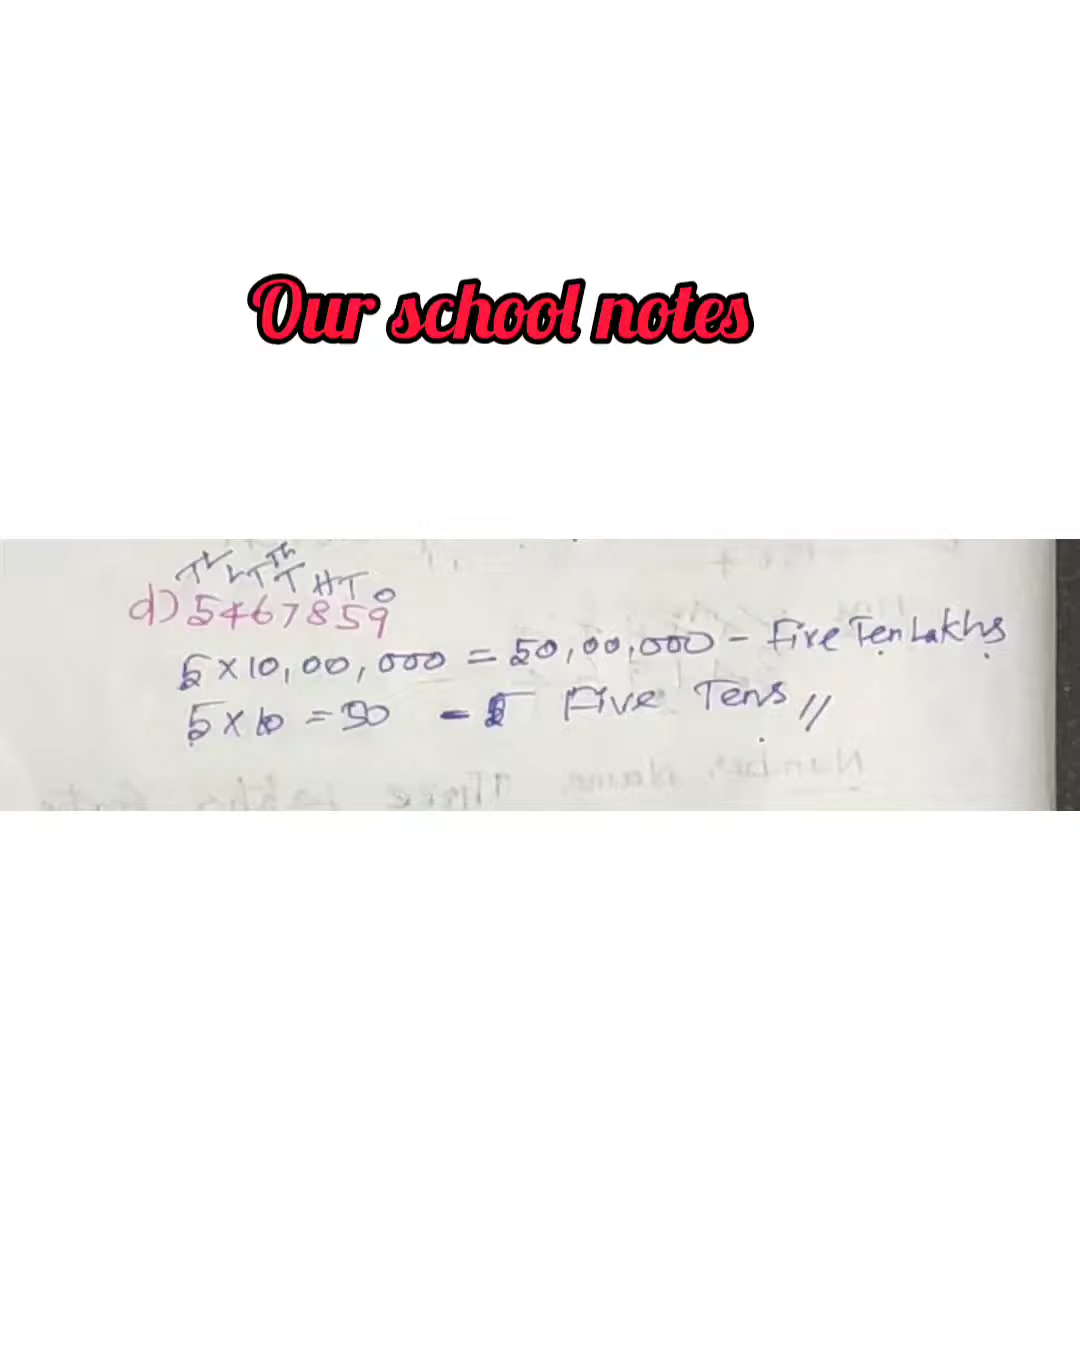 Our school notes
TL L T Th T H T O
d) 5467859
5 x 10,00,000 = 50,00,000 - Five Ten Lakhs
5 x 10 = 50 - Five Tens //